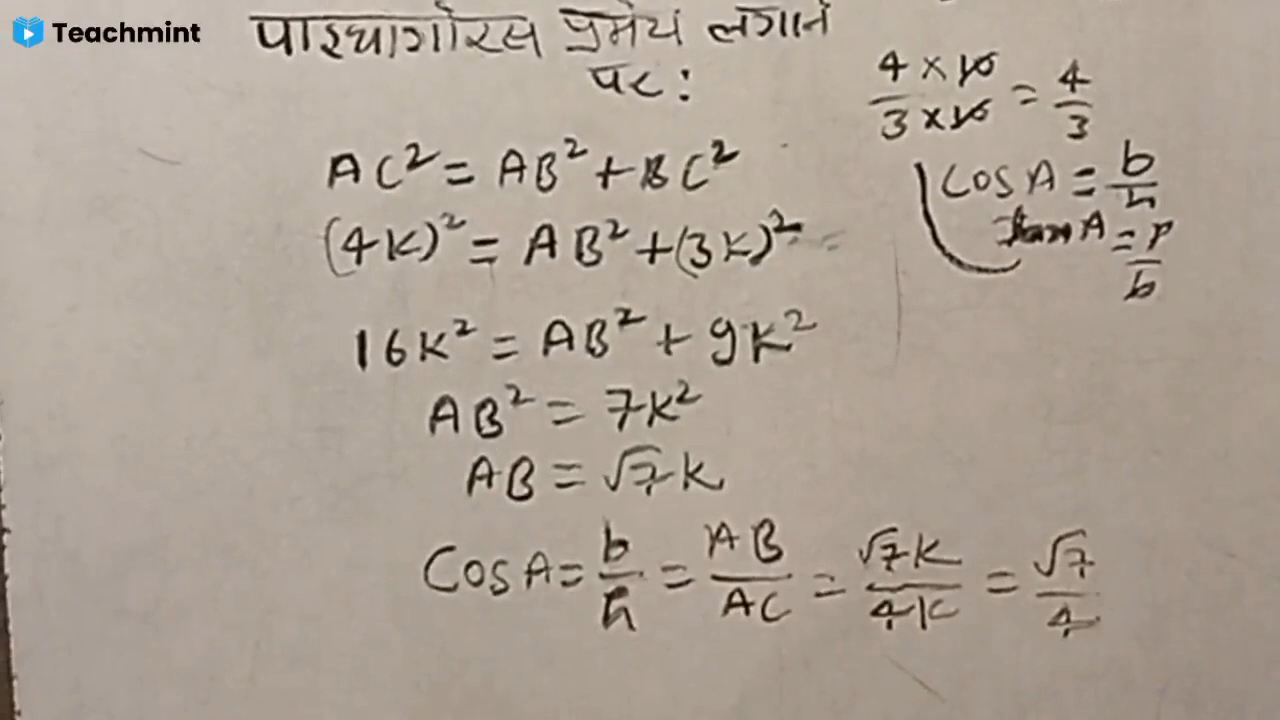 Teachmint
पाइथागोरस प्रमेय लगाने
पर:
AC² = AB² + BC²
(4K)² = AB² + (3K)²
16K² = AB² + 9K²
AB² = 7K²
AB = √7K
Cos A = b/h = AB/AC = √7K/4K = √7/4
4 × 10 / 3 × 10 = 4/3
Cos A = b/h
tan A = P/b